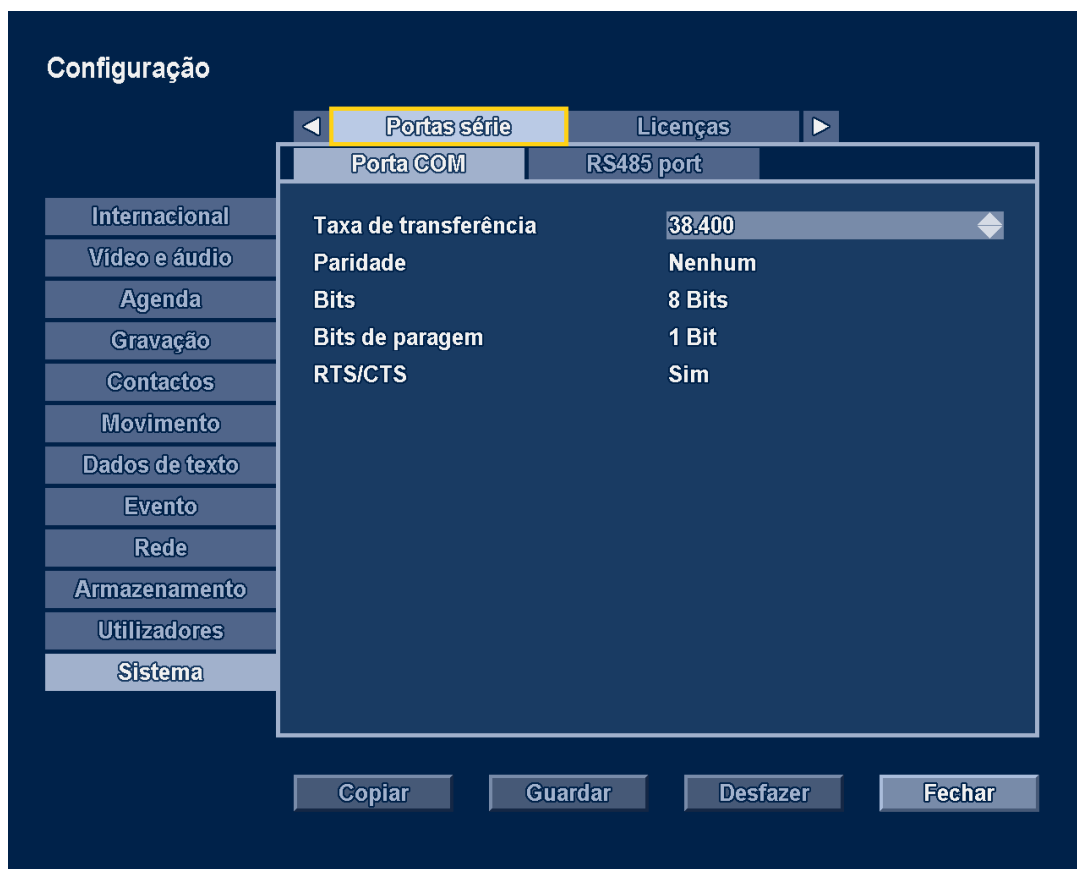 Configuração
Portas série Licenças
Porta COM RS485 port
Internacional
Vídeo e áudio
Agenda
Gravação
Contactos
Movimento
Dados de texto
Evento
Rede
Armazenamento
Utilizadores
Sistema
Taxa de transferência 38.400
Paridade Nenhum
Bits 8 Bits
Bits de paragem 1 Bit
RTS/CTS Sim
Copiar Guardar Desfazer Fechar